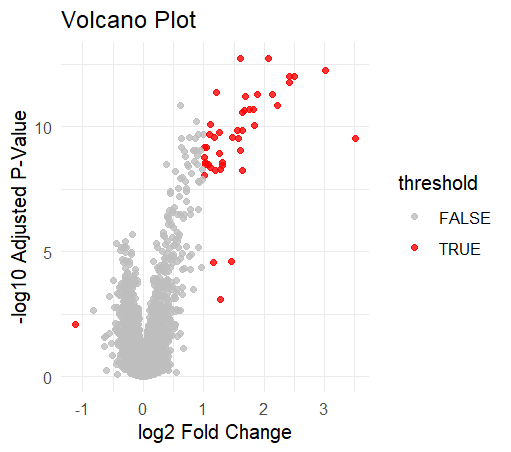 Volcano Plot
-log10 Adjusted P-Value
10
5
0
-1 0 1 2 3
log2 Fold Change
threshold
FALSE
TRUE